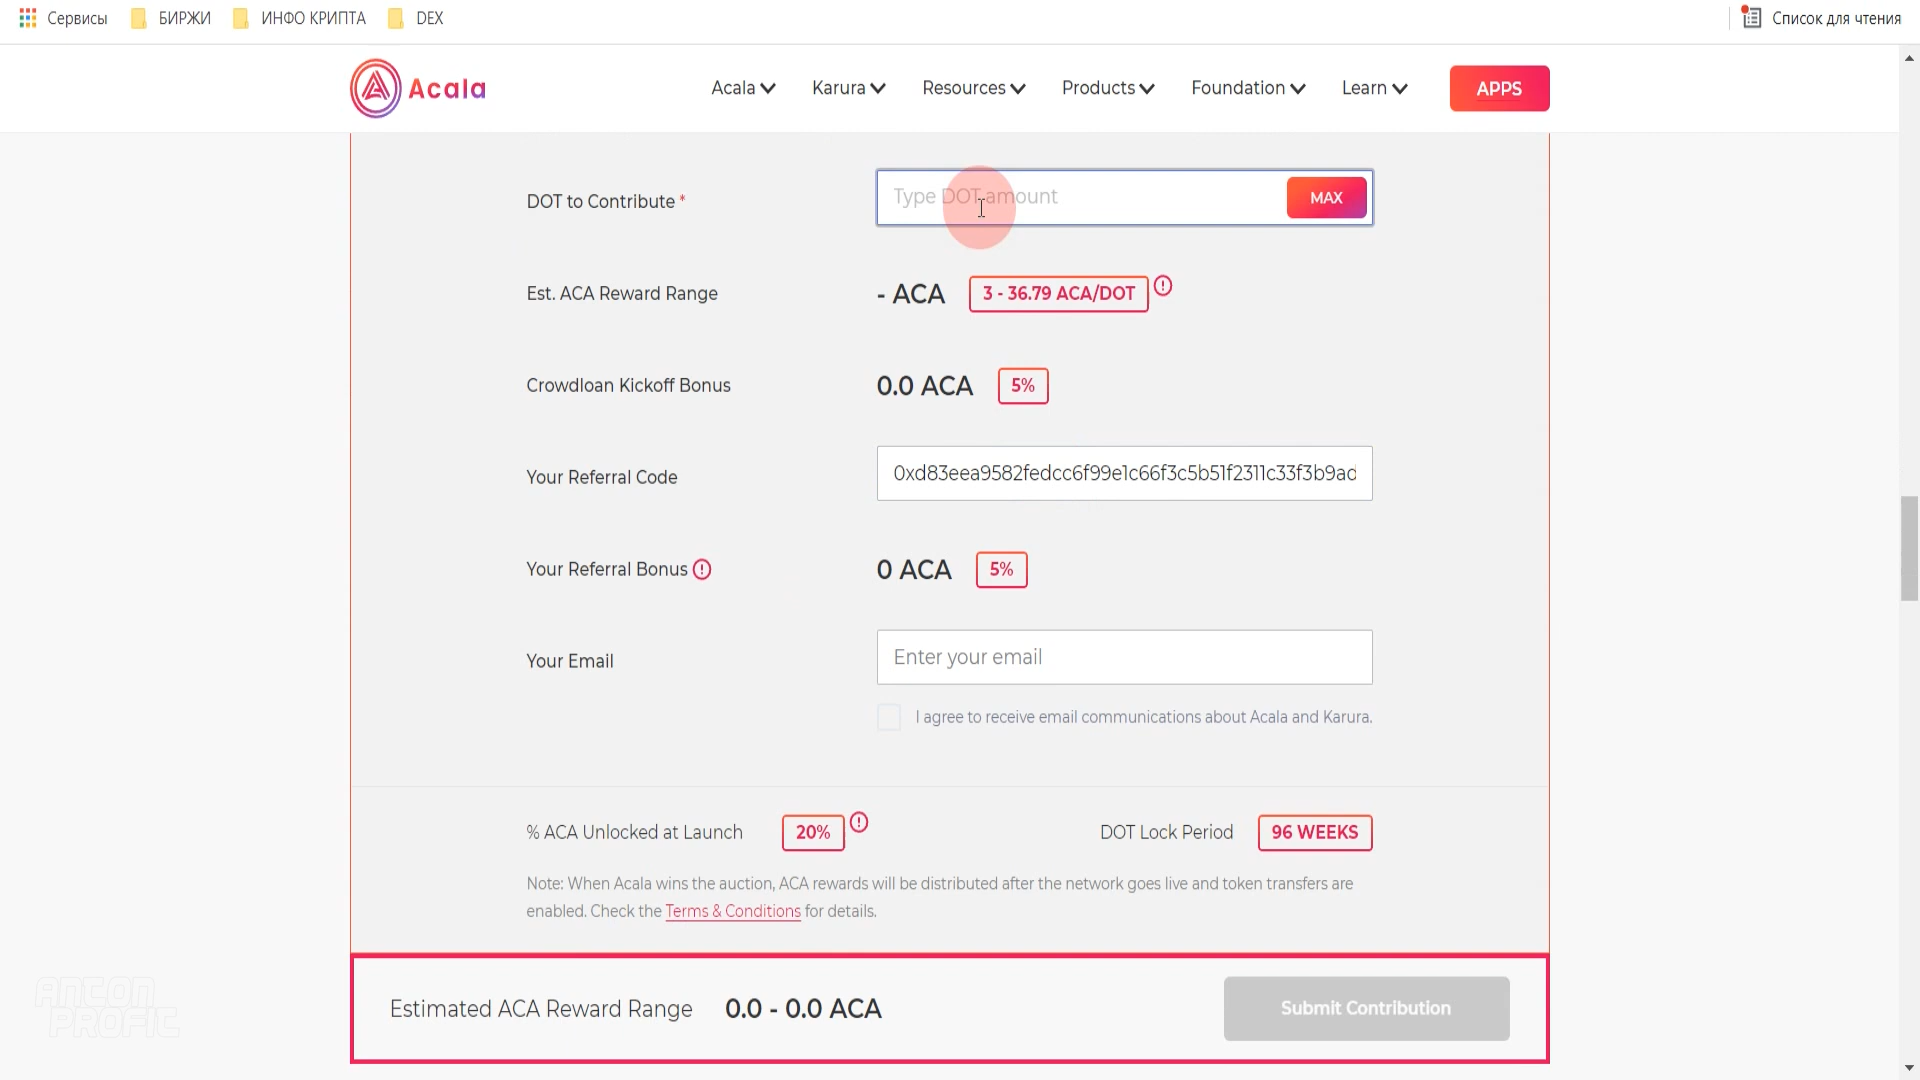 Сервисы БИРЖИ ИНФО КРИПТА DEX Список для чтения
Acala Acala Karura Resources Products Foundation Learn APPS
DOT to Contribute * Type DOT amount MAX
Est. ACA Reward Range - ACA 3 - 36.79 ACA/DOT
Crowdloan Kickoff Bonus 0.0 ACA 5%
Your Referral Code 0xd83eea9582fedcc6f99e1c66f3c5b51f2311c33f3b9ad
Your Referral Bonus 0 ACA 5%
Your Email Enter your email
I agree to receive email communications about Acala and Karura.
% ACA Unlocked at Launch 20% DOT Lock Period 96 WEEKS
Note: When Acala wins the auction, ACA rewards will be distributed after the network goes live and token transfers are
enabled. Check the Terms & Conditions for details.
ANTON
PROFIT
Estimated ACA Reward Range 0.0 - 0.0 ACA Submit Contribution